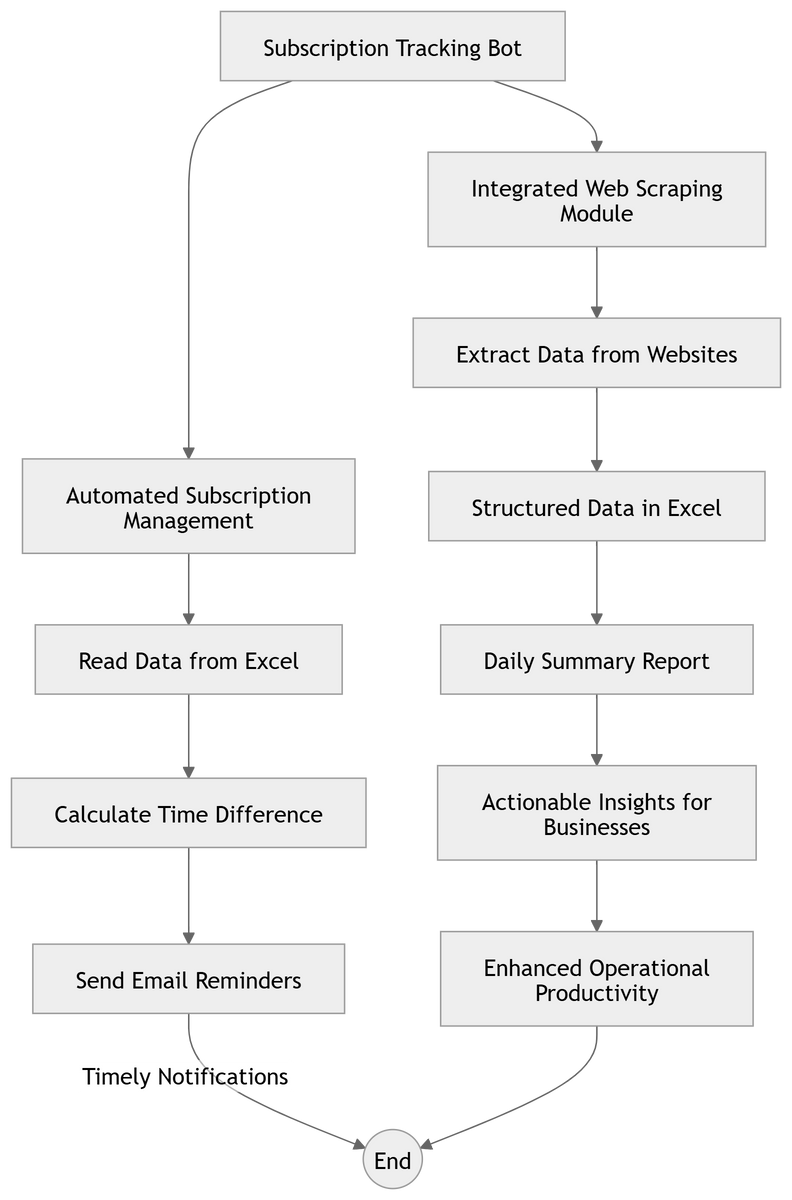 Subscription Tracking Bot
Integrated Web Scraping
Module
Extract Data from Websites
Automated Subscription
Management
Structured Data in Excel
Read Data from Excel
Daily Summary Report
Calculate Time Difference
Actionable Insights for
Businesses
Send Email Reminders
Enhanced Operational
Productivity
Timely Notifications
End